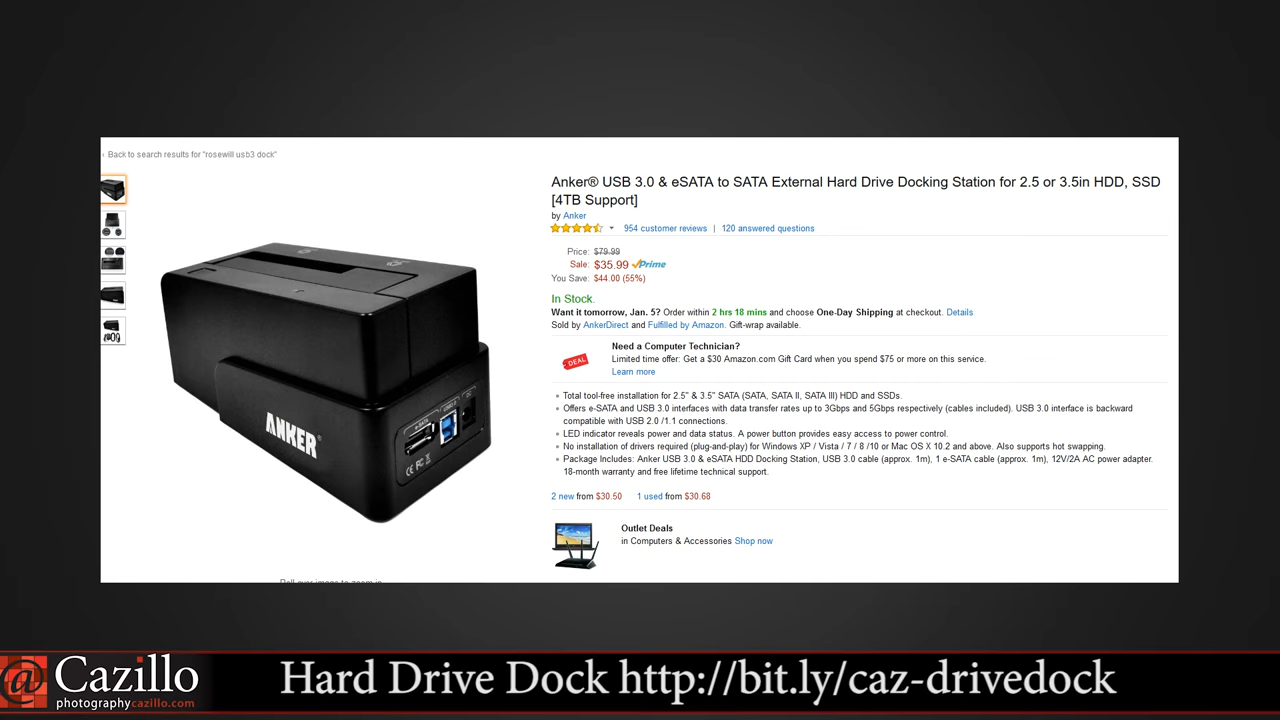 ‹ Back to search results for "rosewill usb3 dock"
Anker® USB 3.0 & eSATA to SATA External Hard Drive Docking Station for 2.5 or 3.5in HDD, SSD
[4TB Support]
by Anker
954 customer reviews | 120 answered questions
Price: $79.99
Sale: $35.99 Prime
You Save: $44.00 (55%)
In Stock.
Want it tomorrow, Jan. 5? Order within 2 hrs 18 mins and choose One-Day Shipping at checkout. Details
Sold by AnkerDirect and Fulfilled by Amazon. Gift-wrap available.
DEAL
Need a Computer Technician?
Limited time offer: Get a $30 Amazon.com Gift Card when you spend $75 or more on this service.
Learn more
• Total tool-free installation for 2.5" & 3.5" SATA (SATA, SATA II, SATA III) HDD and SSDs.
• Offers e-SATA and USB 3.0 interfaces with data transfer rates up to 3Gbps and 5Gbps respectively (cables included). USB 3.0 interface is backward
compatible with USB 2.0 /1.1 connections.
• LED indicator reveals power and data status. A power button provides easy access to power control.
• No installation of drivers required (plug-and-play) for Windows XP / Vista / 7 / 8 /10 or Mac OS X 10.2 and above. Also supports hot swapping.
• Package Includes: Anker USB 3.0 & eSATA HDD Docking Station, USB 3.0 cable (approx. 1m), 1 e-SATA cable (approx. 1m), 12V/2A AC power adapter.
18-month warranty and free lifetime technical support.
2 new from $30.50 1 used from $30.68
Outlet Deals
in Computers & Accessories Shop now
ANKER
Roll over image to zoom in
@ Cazillo
photographycazillo.com
Hard Drive Dock http://bit.ly/caz-drivedock